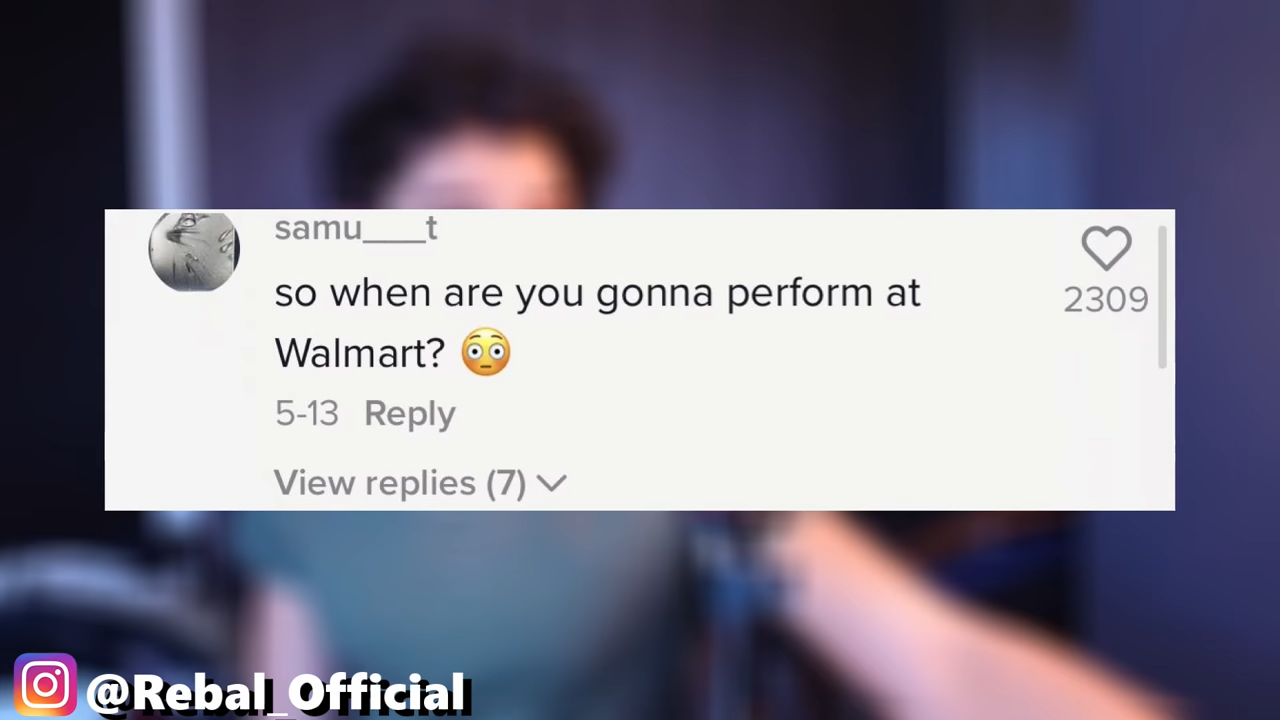 samu___t
so when are you gonna perform at
Walmart? 😳
2309
5-13 Reply
View replies (7)
@Rebal_Official